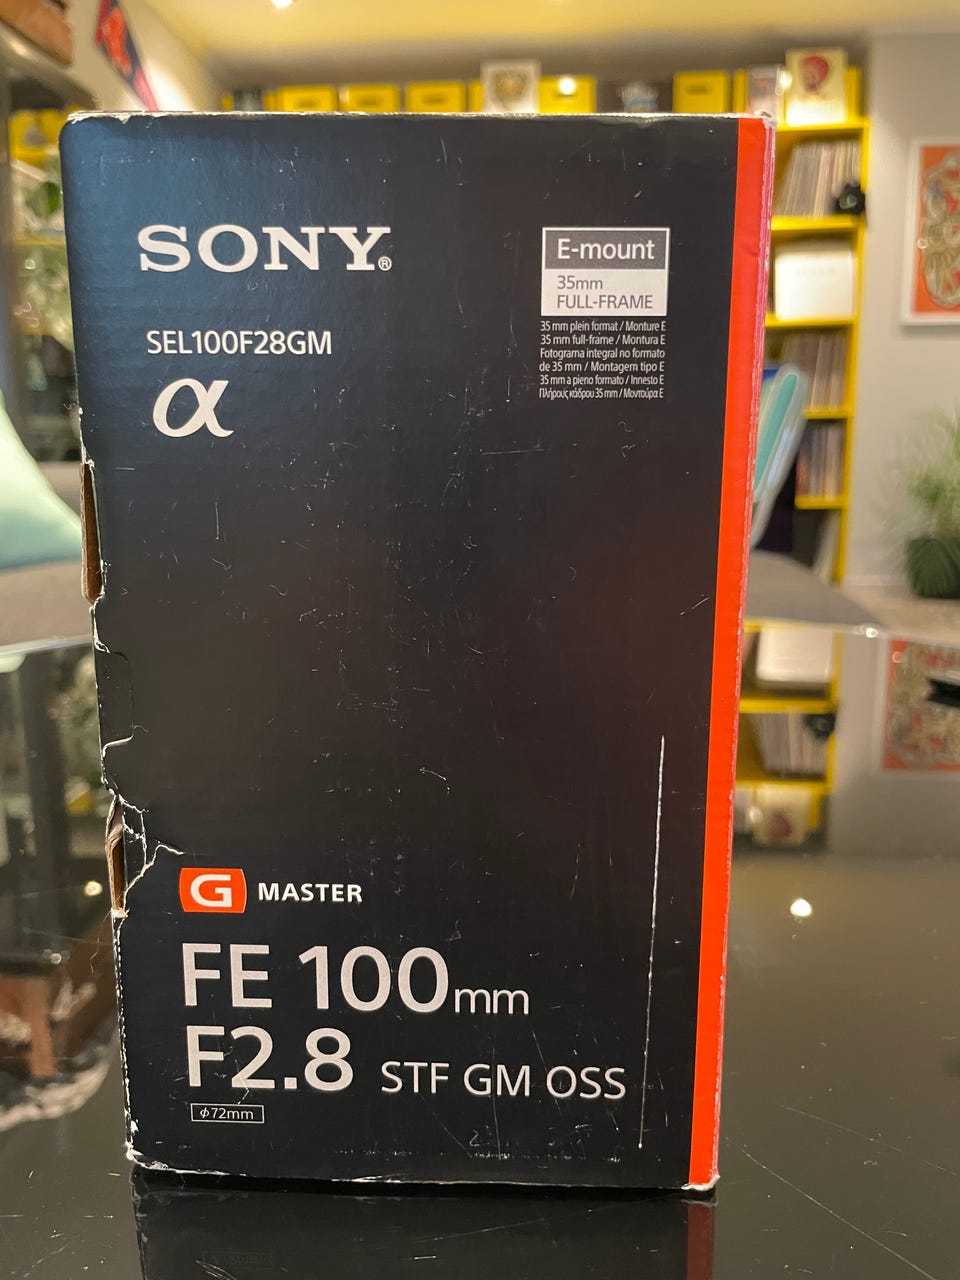 SONY®
SEL100F28GM
α
E-mount
35mm
FULL-FRAME
35 mm plein format / Monture E
35 mm full-frame / Montura E
Fotograma integral no formato
de 35 mm / Montagem tipo E
35 mm a pieno formato / Innesto E
Πλήρους κάδρου 35 mm / Μοντούρα E
G MASTER
FE 100mm
F2.8 STF GM OSS
φ72mm